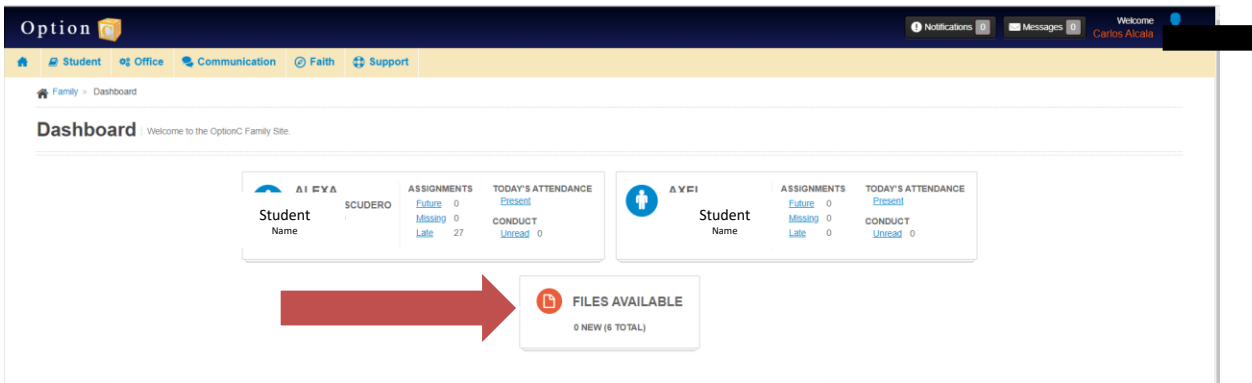 Option C
Notifications 0 Messages 0 Welcome
Carlos Alcala
Student Office Communication Faith Support
Family » Dashboard
Dashboard Welcome to the OptionC Family Site.
ALEXA
SCUDERO
Student
Name
ASSIGNMENTS
Future 0
Missing 0
Late 27
TODAY'S ATTENDANCE
Present
CONDUCT
Unread 0
AXEL
Student
Name
ASSIGNMENTS
Future 0
Missing 0
Late 0
TODAY'S ATTENDANCE
Present
CONDUCT
Unread 0
FILES AVAILABLE
0 NEW (6 TOTAL)